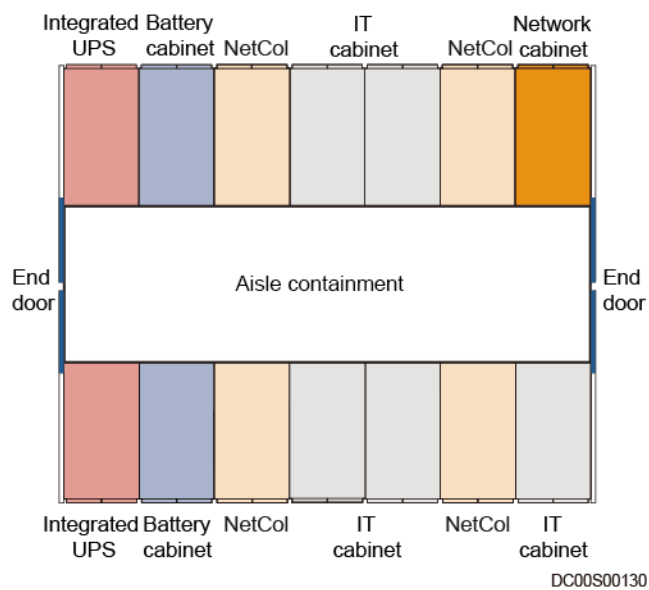 Integrated UPS
Battery cabinet
NetCol
IT cabinet
NetCol
Network cabinet
End door
Aisle containment
End door
Integrated UPS
Battery cabinet
NetCol
IT cabinet
NetCol
IT cabinet
DC00S00130